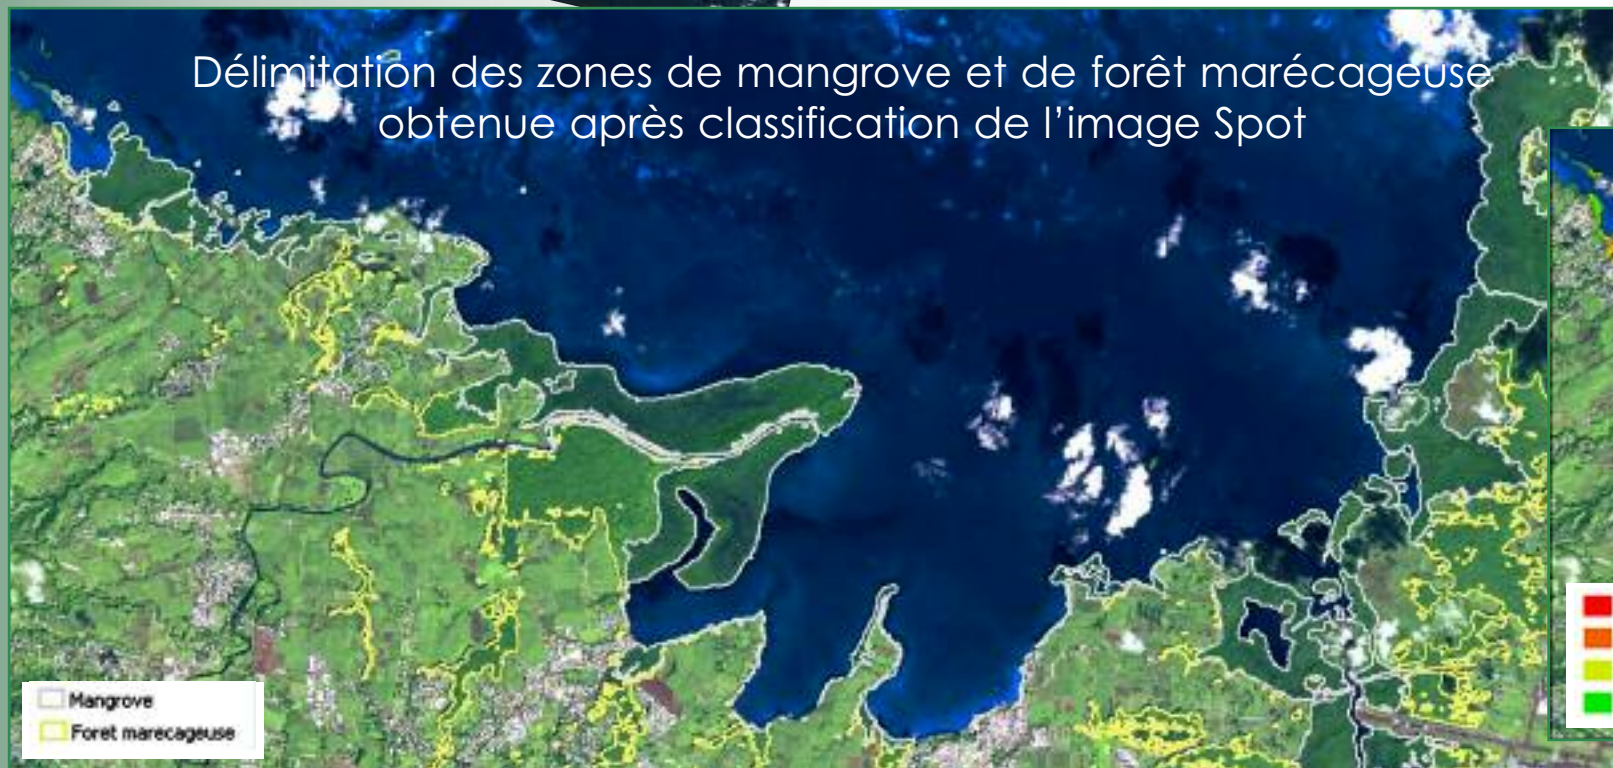 Délimitation des zones de mangrove et de forêt marécageuse
obtenue après classification de l’image Spot
Mangrove
Foret marecageuse